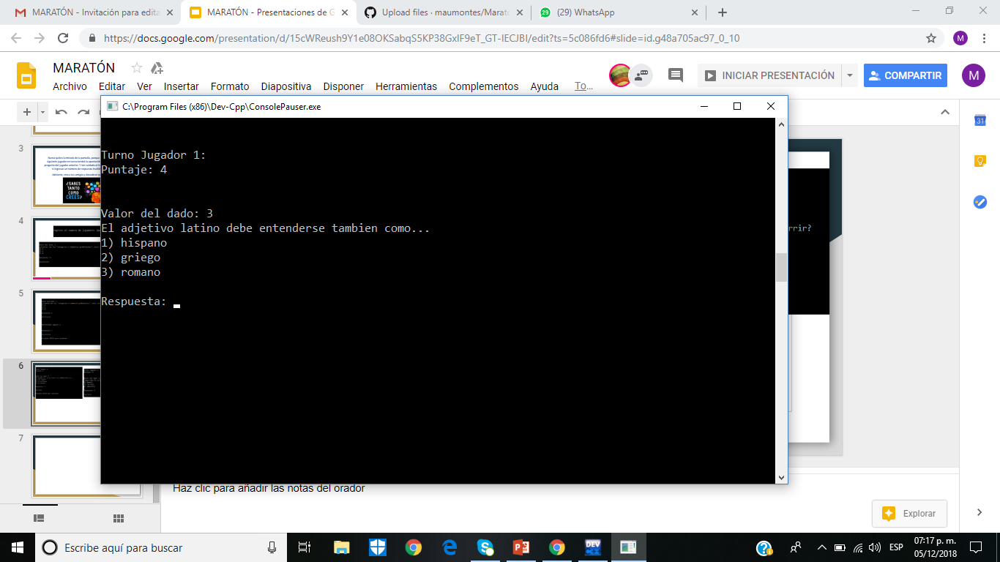 MARATÓN - Invitación para edita
MARATÓN - Presentaciones de G
Upload files · maumontes/Marato
(29) WhatsApp
https://docs.google.com/presentation/d/15cWReush9Y1e08OKSabqS5KP38GxlF9eT_GT-IECJBI/edit?ts=5c086fd6#slide=id.g48a705ac97_0_10
M
MARATÓN
INICIAR PRESENTACIÓN
COMPARTIR
M
Archivo Editar Ver Insertar Formato Diapositiva Disponer Herramientas Complementos Ayuda To...
C:\Program Files (x86)\Dev-Cpp\ConsolePauser.exe
31
3
¿SABES
TANTO
COMO
CREES?
4
5
6
7
Turno Jugador 1:
Puntaje: 4
Valor del dado: 3
El adjetivo latino debe entenderse tambien como...
1) hispano
2) griego
3) romano
Respuesta:
rrir?
Haz clic para añadir las notas del orador
Explorar
Escribe aquí para buscar
DEV
ESP
07:17 p. m.
05/12/2018